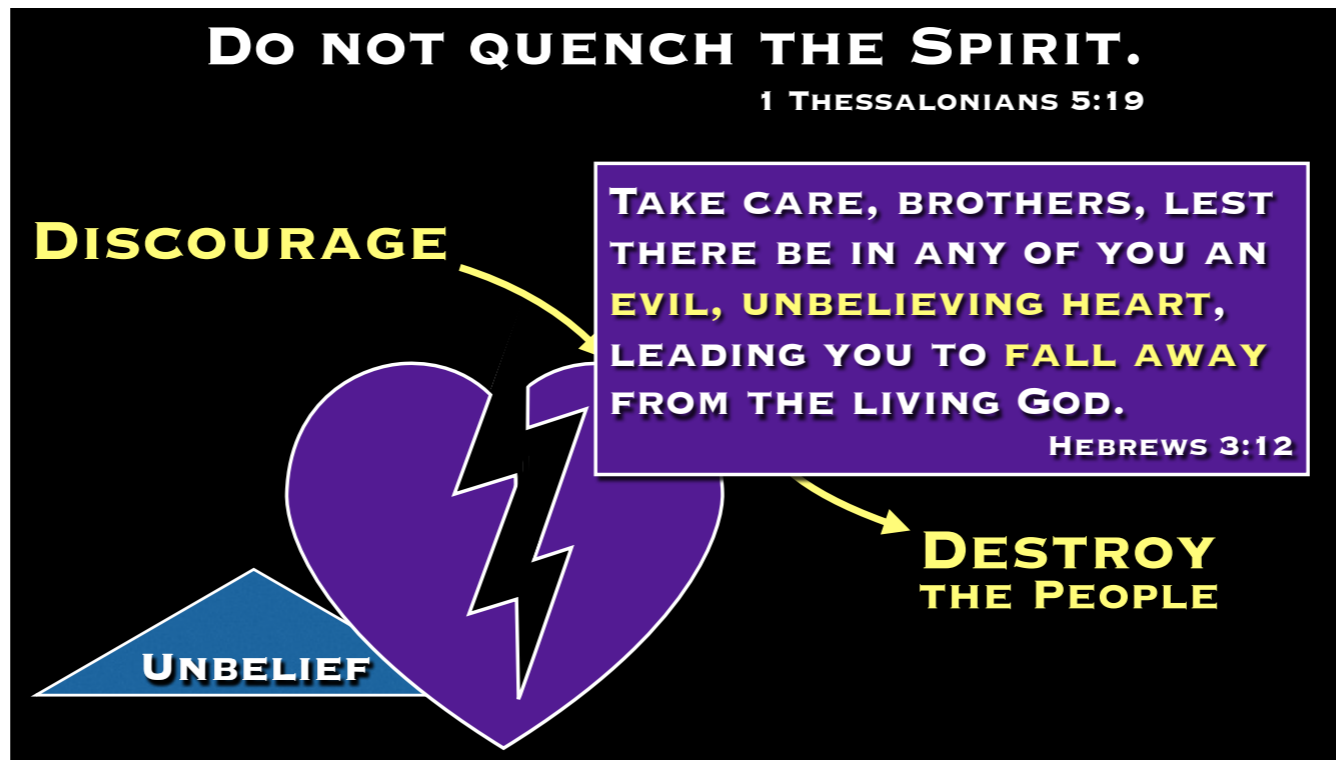 Do not quench the Spirit.
1 Thessalonians 5:19
Discourage
Take care, brothers, lest
there be in any of you an
evil, unbelieving heart,
leading you to fall away
from the living God.
Hebrews 3:12
Destroy
the People
Unbelief